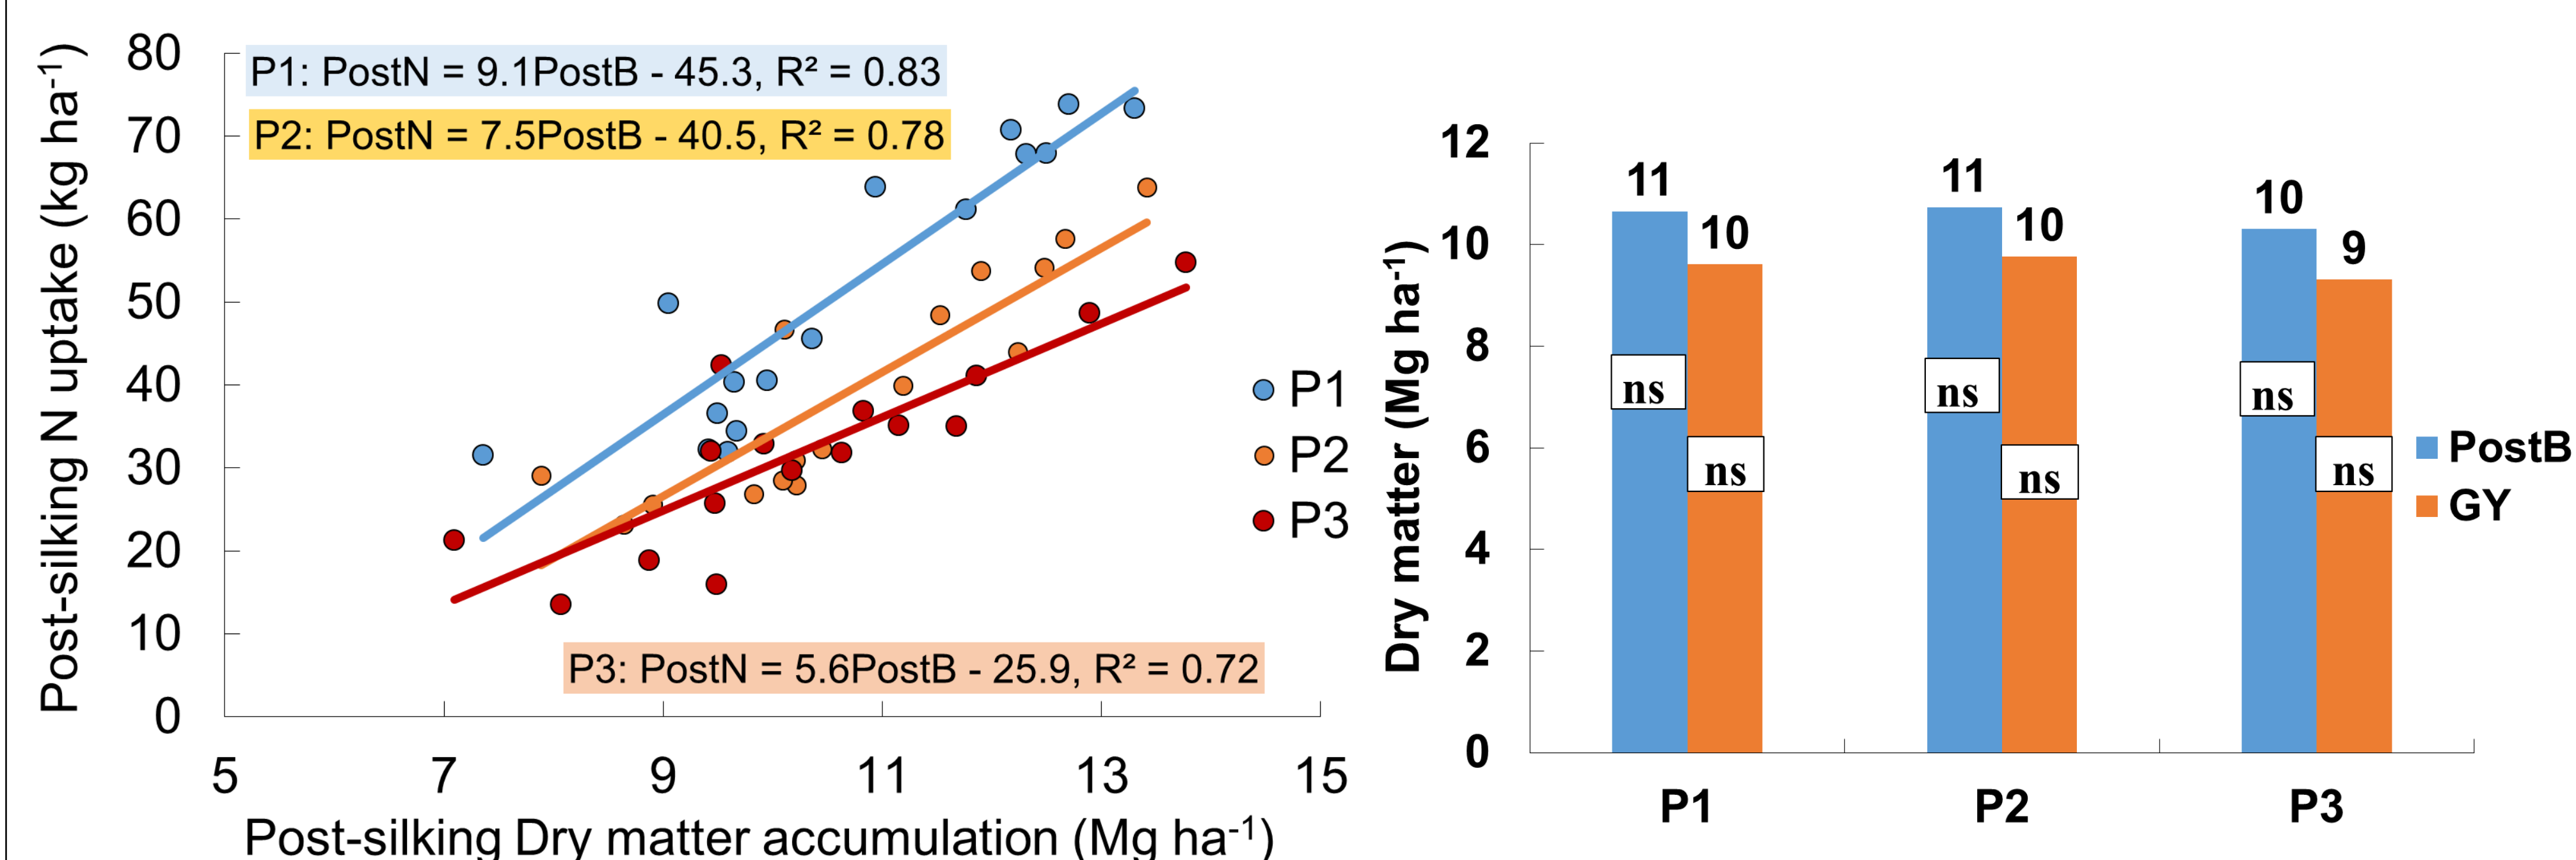 Post-silking N uptake (kg ha-1)
80
70
60
50
40
30
20
10
0
P1: PostN = 9.1PostB - 45.3, R² = 0.83
P2: PostN = 7.5PostB - 40.5, R² = 0.78
P3: PostN = 5.6PostB - 25.9, R² = 0.72
P1
P2
P3
5 7 9 11 13 15
Post-silking Dry matter accumulation (Mg ha-1)
Dry matter (Mg ha-1)
12
10
8
6
4
2
0
11 10 11 10 10 9
ns ns ns ns ns ns
PostB
GY
P1 P2 P3